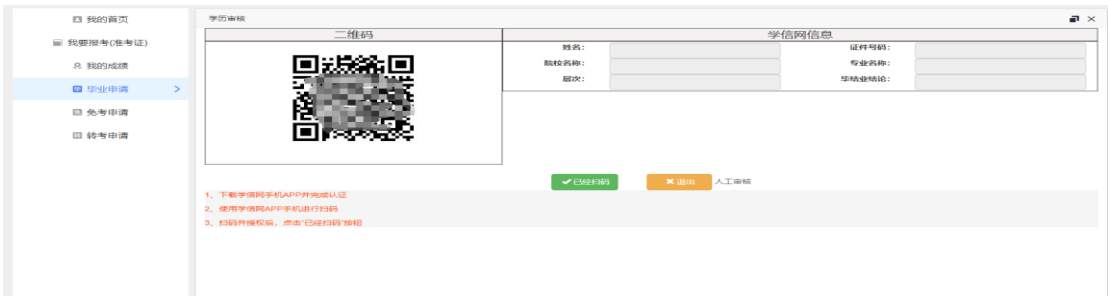 我的首页
我要报考(准考证)
我的成绩
毕业申请
免考申请
转考申请
学历审核
二维码
学信网信息
姓名：
证件号码：
院校名称：
专业名称：
层次：
毕结业结论：
已经扫码
退出
人工审核
1、下载学信网手机APP并完成认证
2、使用学信网APP手机进行扫码
3、扫码并授权后，点击“已经扫码”按钮